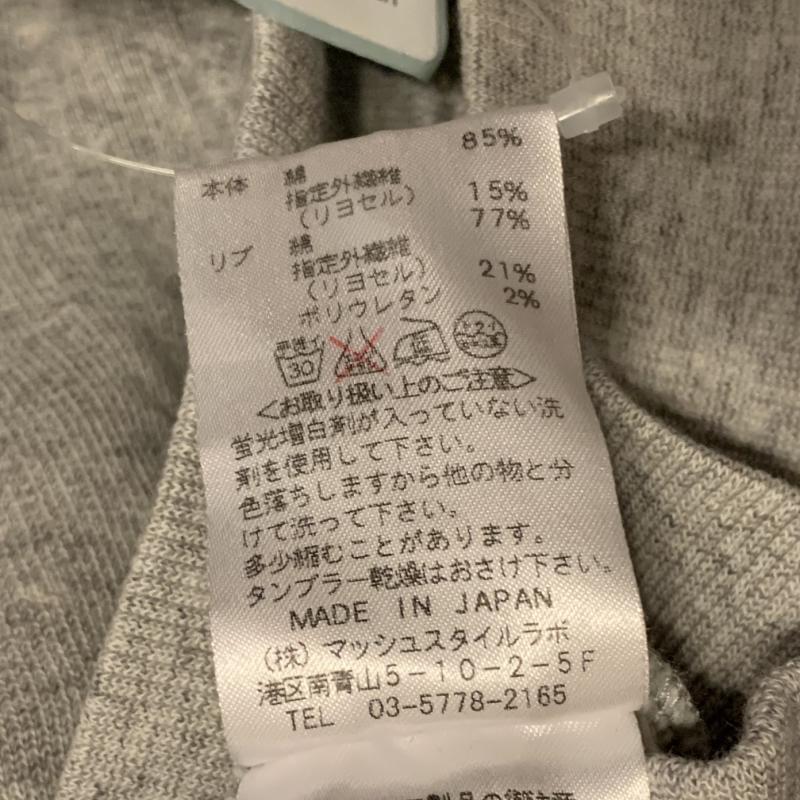 本体 綿 85%
指定外繊維
(リヨセル) 15%
リブ 綿 77%
指定外繊維
(リヨセル) 21%
ポリウレタン 2%
30
<お取り扱い上のご注意>
蛍光増白剤が入っていない洗
剤を使用して下さい。
色落ちしますから他の物と分
けて洗って下さい。
多少縮むことがあります。
タンブラー乾燥はおさけ下さい。
MADE IN JAPAN
(株)マッシュスタイルラボ
港区南青山5-10-2-5F
TEL 03-5778-2165